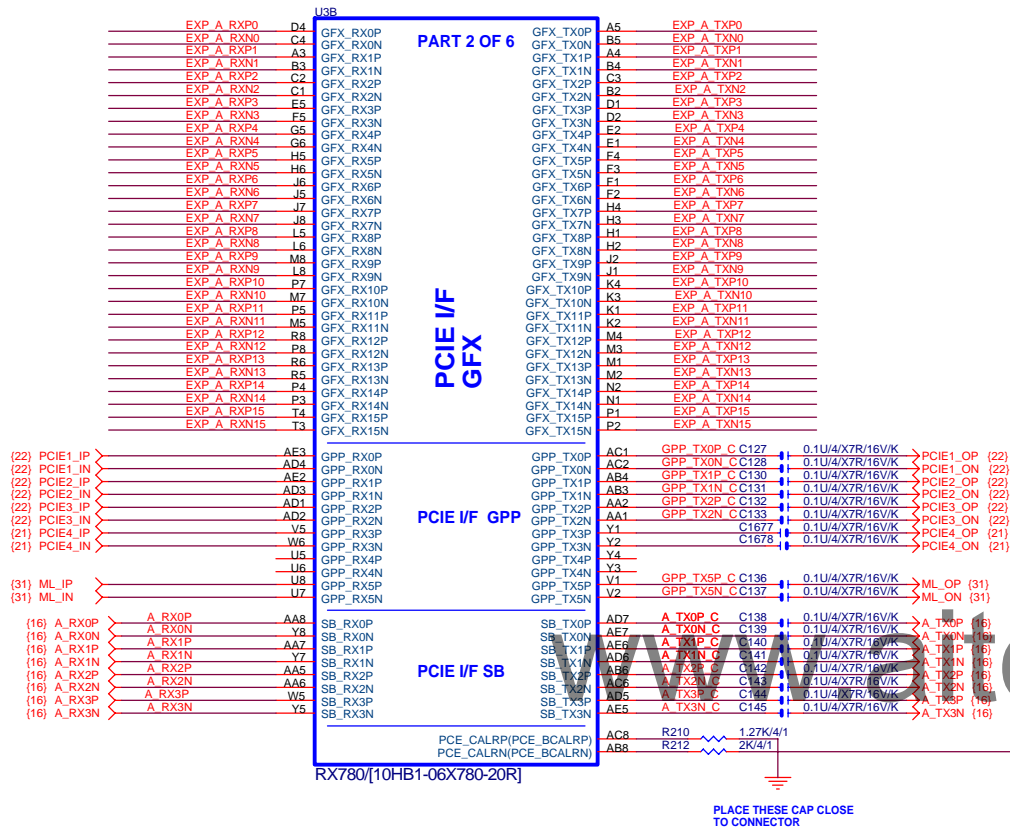 U3B
PART 2 OF 6
EXP_A_RXP0 D4 GFX_RX0P GFX_TX0P A5 EXP_A_TXP0
EXP_A_RXN0 C4 GFX_RX0N GFX_TX0N B5 EXP_A_TXN0
EXP_A_RXP1 A3 GFX_RX1P GFX_TX1P A4 EXP_A_TXP1
EXP_A_RXN1 B3 GFX_RX1N GFX_TX1N B4 EXP_A_TXN1
EXP_A_RXP2 C2 GFX_RX2P GFX_TX2P C3 EXP_A_TXP2
EXP_A_RXN2 C1 GFX_RX2N GFX_TX2N B2 EXP_A_TXN2
EXP_A_RXP3 E5 GFX_RX3P GFX_TX3P D1 EXP_A_TXP3
EXP_A_RXN3 F5 GFX_RX3N GFX_TX3N D2 EXP_A_TXN3
EXP_A_RXP4 G5 GFX_RX4P GFX_TX4P E2 EXP_A_TXP4
EXP_A_RXN4 G6 GFX_RX4N GFX_TX4N E1 EXP_A_TXN4
EXP_A_RXP5 H5 GFX_RX5P GFX_TX5P F4 EXP_A_TXP5
EXP_A_RXN5 H6 GFX_RX5N GFX_TX5N F3 EXP_A_TXN5
EXP_A_RXP6 J6 GFX_RX6P GFX_TX6P F1 EXP_A_TXP6
EXP_A_RXN6 J5 GFX_RX6N GFX_TX6N F2 EXP_A_TXN6
EXP_A_RXP7 J7 GFX_RX7P GFX_TX7P H4 EXP_A_TXP7
EXP_A_RXN7 J8 GFX_RX7N GFX_TX7N H3 EXP_A_TXN7
EXP_A_RXP8 L5 GFX_RX8P GFX_TX8P H1 EXP_A_TXP8
EXP_A_RXN8 L6 GFX_RX8N GFX_TX8N H2 EXP_A_TXN8
EXP_A_RXP9 M8 GFX_RX9P GFX_TX9P J2 EXP_A_TXP9
EXP_A_RXN9 L8 GFX_RX9N GFX_TX9N J1 EXP_A_TXN9
EXP_A_RXP10 P7 GFX_RX10P GFX_TX10P K4 EXP_A_TXP10
EXP_A_RXN10 M7 GFX_RX10N GFX_TX10N K3 EXP_A_TXN10
EXP_A_RXP11 P5 GFX_RX11P GFX_TX11P K1 EXP_A_TXP11
EXP_A_RXN11 M5 GFX_RX11N GFX_TX11N K2 EXP_A_TXN11
EXP_A_RXP12 R8 GFX_RX12P GFX_TX12P M4 EXP_A_TXP12
EXP_A_RXN12 P8 GFX_RX12N GFX_TX12N M3 EXP_A_TXN12
EXP_A_RXP13 R6 GFX_RX13P GFX_TX13P M1 EXP_A_TXP13
EXP_A_RXN13 R5 GFX_RX13N GFX_TX13N M2 EXP_A_TXN13
EXP_A_RXP14 P4 GFX_RX14P GFX_TX14P N2 EXP_A_TXP14
EXP_A_RXN14 P3 GFX_RX14N GFX_TX14N N1 EXP_A_TXN14
EXP_A_RXP15 T4 GFX_RX15P GFX_TX15P P1 EXP_A_TXP15
EXP_A_RXN15 T3 GFX_RX15N GFX_TX15N P2 EXP_A_TXN15
PCIE I/F
GFX
{22} PCIE1_IP AE3 GPP_RX0P GPP_TX0P AC1 GPP_TX0P_C C127 0.1U/4/X7R/16V/K PCIE1_OP {22}
{22} PCIE1_IN AD4 GPP_RX0N GPP_TX0N AC2 GPP_TX0N_C C128 0.1U/4/X7R/16V/K PCIE1_ON {22}
{22} PCIE2_IP AE2 GPP_RX1P GPP_TX1P AB4 GPP_TX1P_C C130 0.1U/4/X7R/16V/K PCIE2_OP {22}
{22} PCIE2_IN AD3 GPP_RX1N GPP_TX1N AB3 GPP_TX1N_C C131 0.1U/4/X7R/16V/K PCIE2_ON {22}
{22} PCIE3_IP AD1 GPP_RX2P GPP_TX2P AA2 GPP_TX2P_C C132 0.1U/4/X7R/16V/K PCIE3_OP {22}
{22} PCIE3_IN AD2 GPP_RX2N PCIE I/F GPP GPP_TX2N AA1 GPP_TX2N_C C133 0.1U/4/X7R/16V/K PCIE3_ON {22}
{21} PCIE4_IP V5 GPP_RX3P GPP_TX3P Y1 C1677 0.1U/4/X7R/16V/K PCIE4_OP {21}
{21} PCIE4_IN W6 GPP_RX3N GPP_TX3N Y2 C1678 0.1U/4/X7R/16V/K PCIE4_ON {21}
U5 GPP_RX4P GPP_TX4P Y4
U6 GPP_RX4N GPP_TX4N Y3
{31} ML_IP U8 GPP_RX5P GPP_TX5P V1 GPP_TX5P_C C136 0.1U/4/X7R/16V/K ML_OP {31}
{31} ML_IN U7 GPP_RX5N GPP_TX5N V2 GPP_TX5N_C C137 0.1U/4/X7R/16V/K ML_ON {31}
{16} A_RX0P A_RX0P AA8 SB_RX0P SB_TX0P AD7 A_TX0P_C C138 0.1U/4/X7R/16V/K A_TX0P {16}
{16} A_RX0N A_RX0N Y8 SB_RX0N SB_TX0N AE7 A_TX0N_C C139 0.1U/4/X7R/16V/K A_TX0N {16}
{16} A_RX1P A_RX1P AA7 SB_RX1P SB_TX1P AE6 A_TX1P_C C140 0.1U/4/X7R/16V/K A_TX1P {16}
{16} A_RX1N A_RX1N Y7 SB_RX1N SB_TX1N AD6 A_TX1N_C C141 0.1U/4/X7R/16V/K A_TX1N {16}
{16} A_RX2P A_RX2P AA5 SB_RX2P PCIE I/F SB SB_TX2P AB6 A_TX2P_C C142 0.1U/4/X7R/16V/K A_TX2P {16}
{16} A_RX2N A_RX2N AA6 SB_RX2N SB_TX2N AC6 A_TX2N_C C143 0.1U/4/X7R/16V/K A_TX2N {16}
{16} A_RX3P A_RX3P W5 SB_RX3P SB_TX3P AD5 A_TX3P_C C144 0.1U/4/X7R/16V/K A_TX3P {16}
{16} A_RX3N A_RX3N Y5 SB_RX3N SB_TX3N AE5 A_TX3N_C C145 0.1U/4/X7R/16V/K A_TX3N {16}
www.aite
PCE_CALRP(PCE_BCALRP) AC8 R210 1.27K/4/1
PCE_CALRN(PCE_BCALRN) AB8 R212 2K/4/1
RX780/[10HB1-06X780-20R]
PLACE THESE CAP CLOSE
TO CONNECTOR